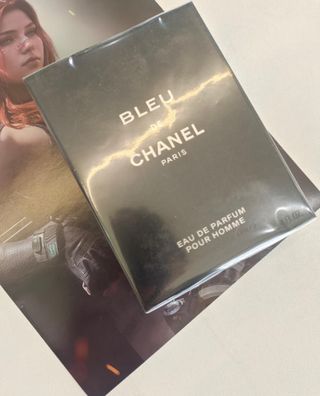 BLEU
DE
CHANEL
PARIS
EAU DE PARFUM
POUR HOMME